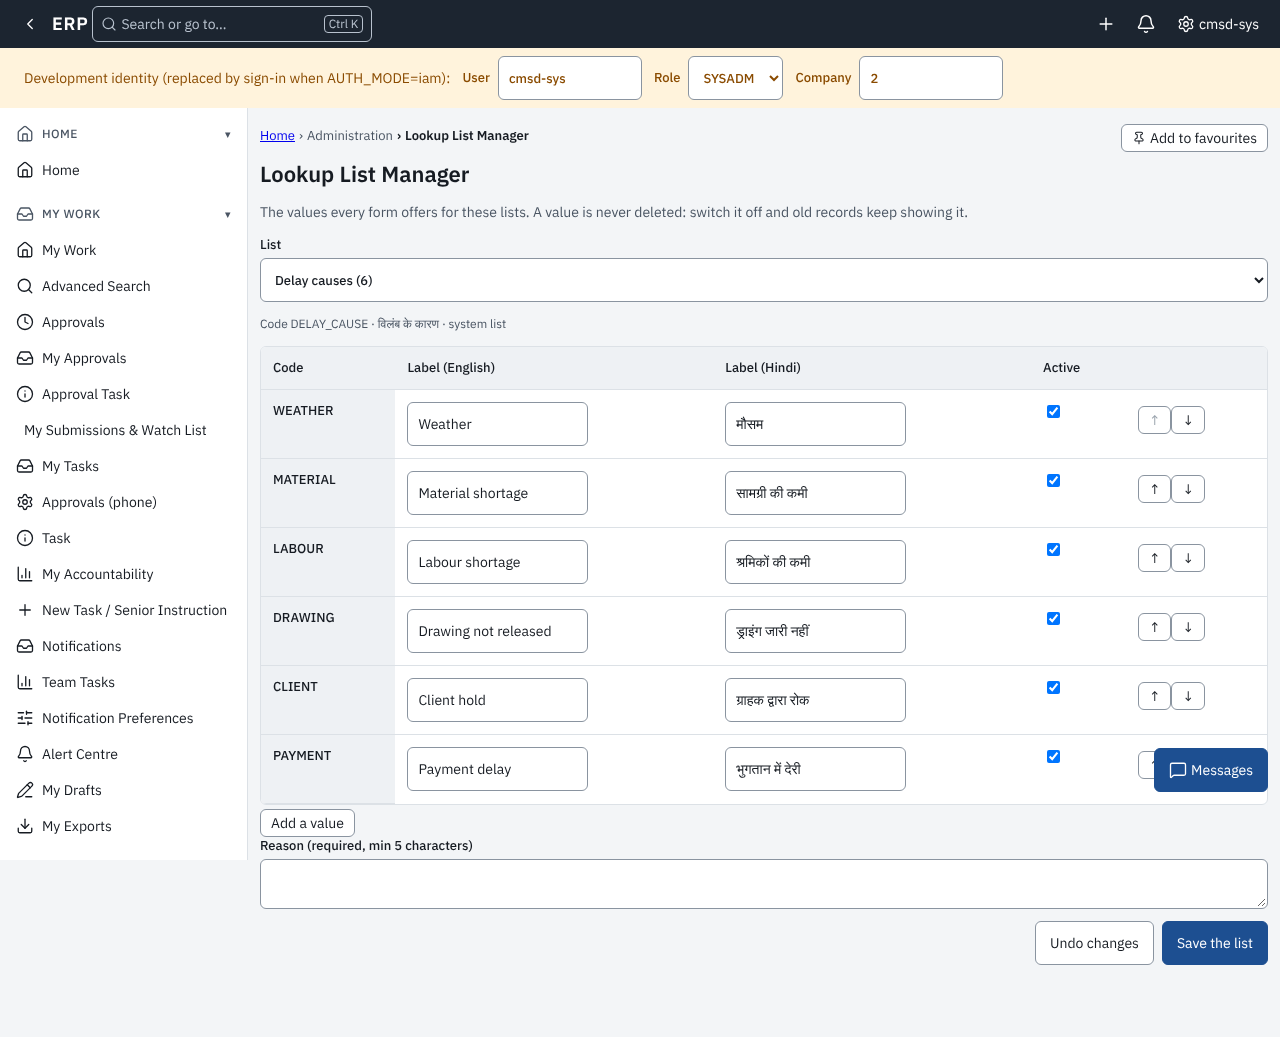 ERP
Search or go to...
Ctrl K
cmsd-sys
Development identity (replaced by sign-in when AUTH_MODE=iam): User cmsd-sys Role SYSADM Company 2
HOME
Home
MY WORK
My Work
Advanced Search
Approvals
My Approvals
Approval Task
My Submissions & Watch List
My Tasks
Approvals (phone)
Task
My Accountability
New Task / Senior Instruction
Notifications
Team Tasks
Notification Preferences
Alert Centre
My Drafts
My Exports
Home › Administration › Lookup List Manager
Add to favourites
Lookup List Manager
The values every form offers for these lists. A value is never deleted: switch it off and old records keep showing it.
List
Delay causes (6)
Code DELAY_CAUSE · विलंब के कारण · system list
Code Label (English) Label (Hindi) Active
WEATHER Weather मौसम ↑ ↓
MATERIAL Material shortage सामग्री की कमी ↑ ↓
LABOUR Labour shortage श्रमिकों की कमी ↑ ↓
DRAWING Drawing not released ड्राइंग जारी नहीं ↑ ↓
CLIENT Client hold ग्राहक द्वारा रोक ↑ ↓
PAYMENT Payment delay भुगतान में देरी
Messages
Add a value
Reason (required, min 5 characters)
Undo changes
Save the list